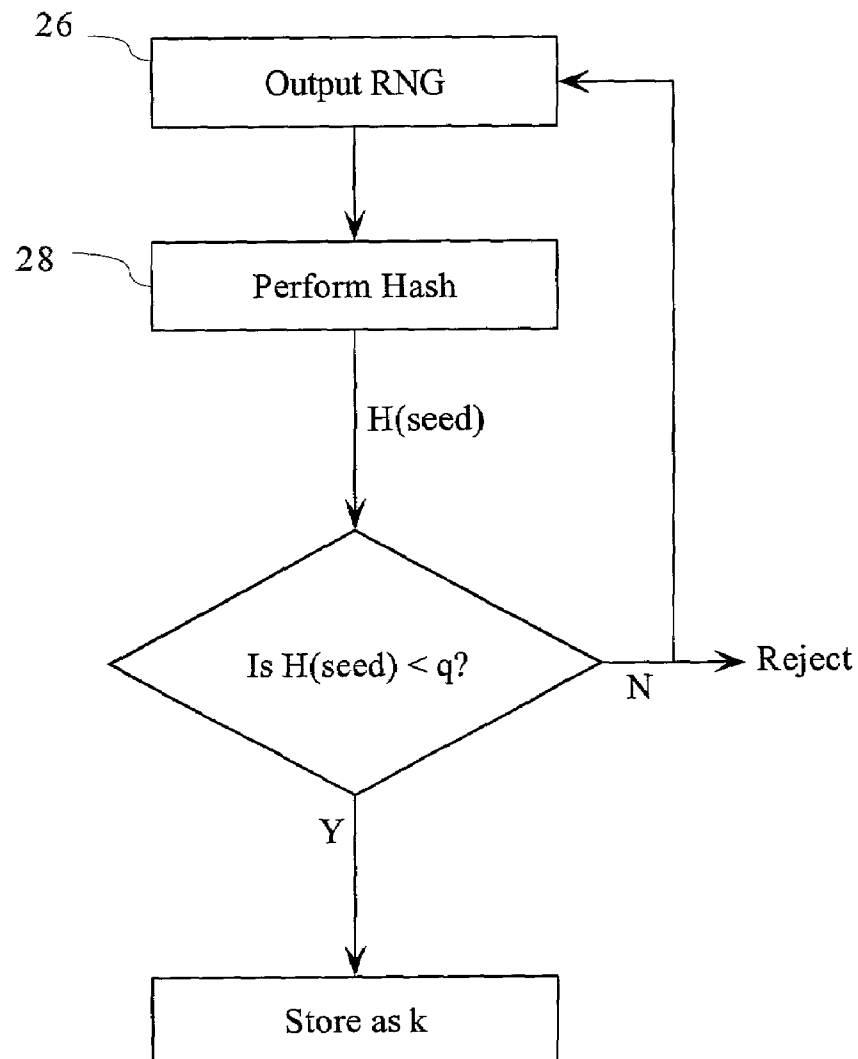 26
Output RNG
28
Perform Hash
H(seed)
Is H(seed) < q?
N
Reject
Y
Store as k